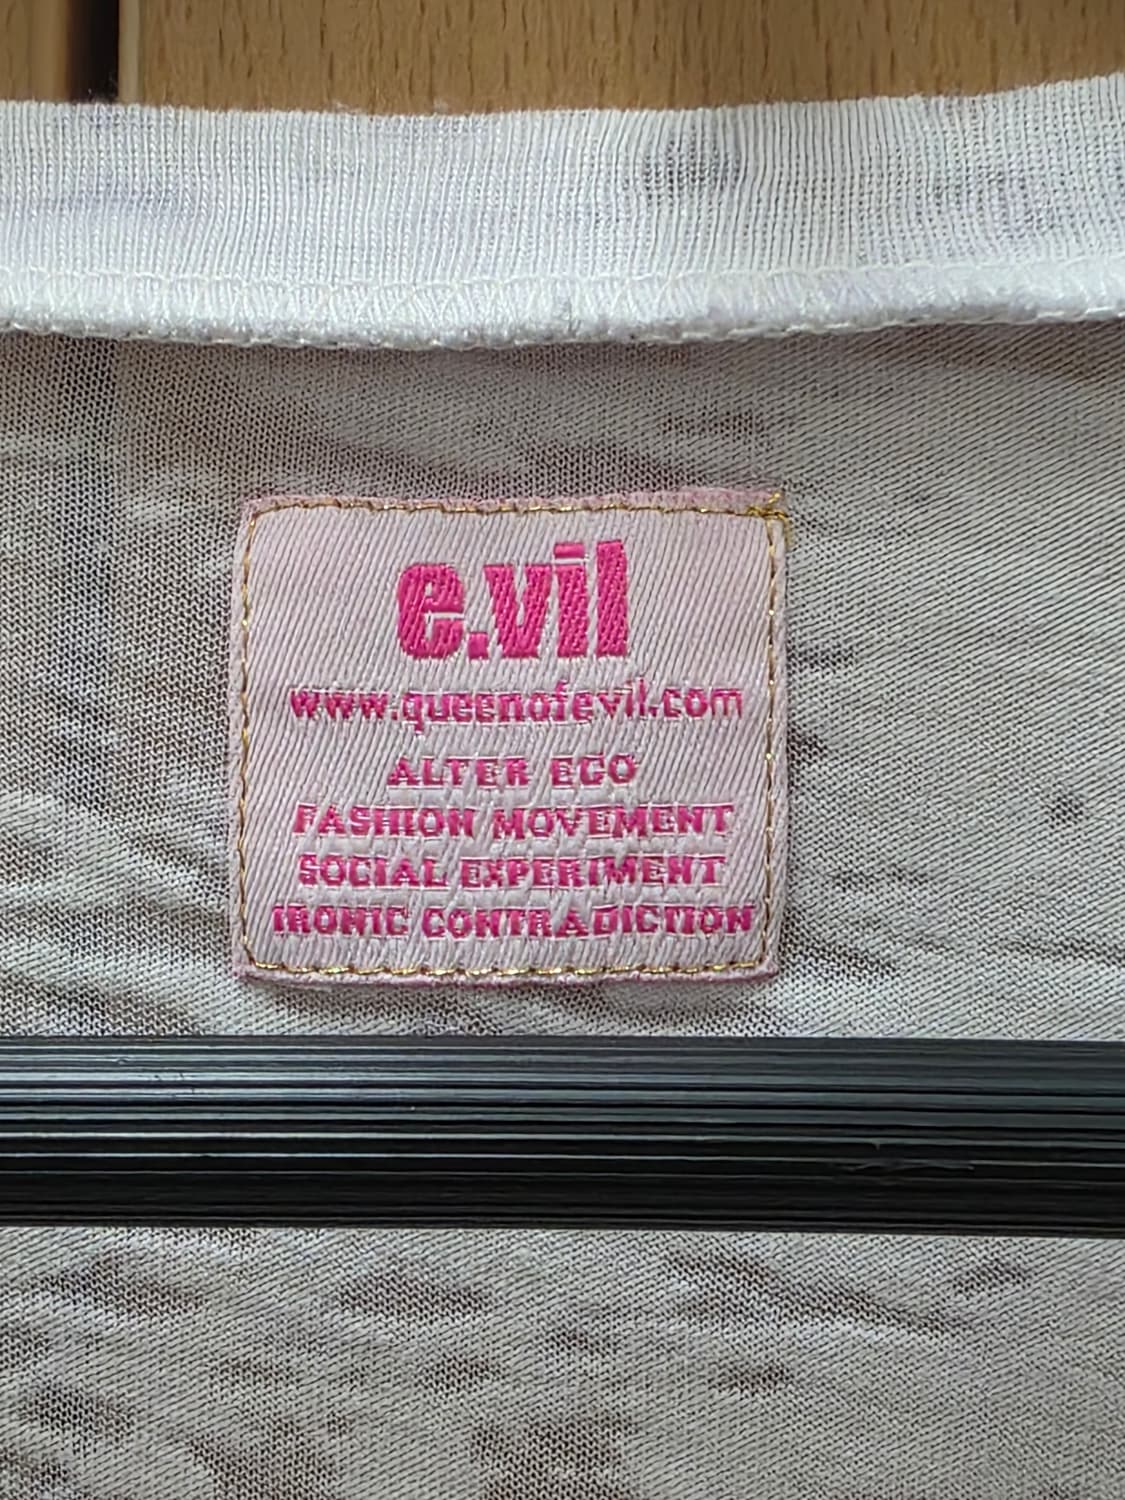 e.vil
www.queenofevil.com
ALTER EGO
FASHION MOVEMENT
SOCIAL EXPERIMENT
IRONIC CONTRADICTION